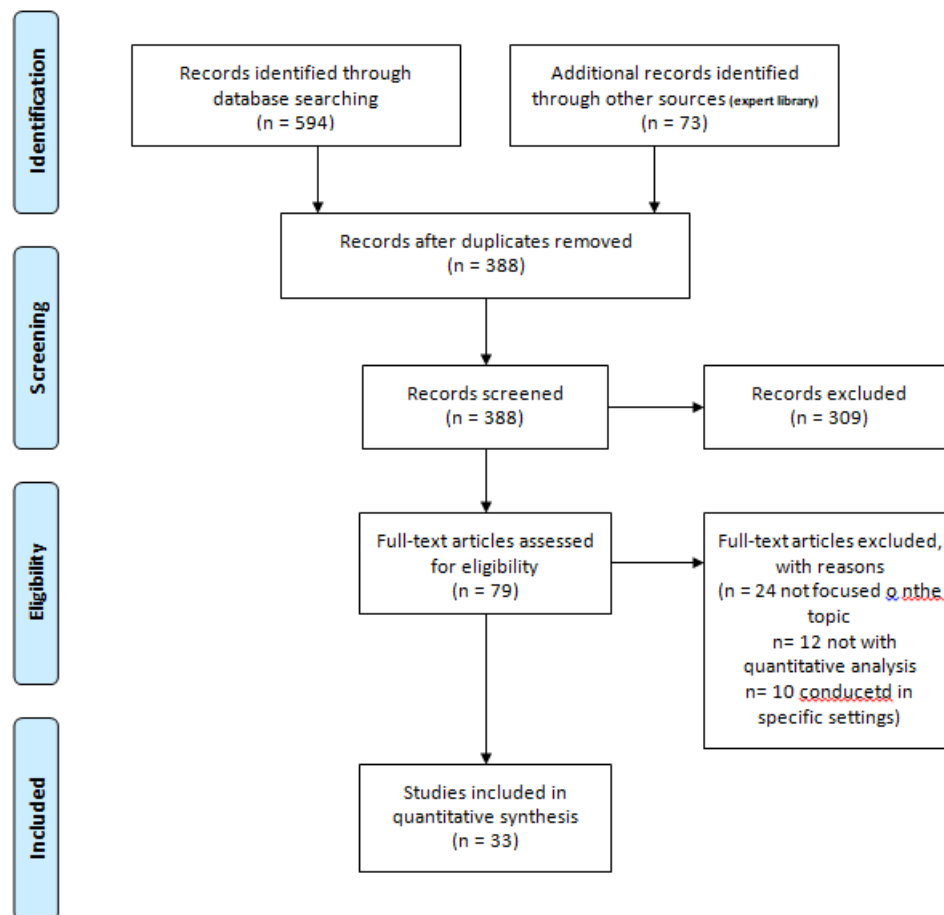 Identification
Records identified through
database searching
(n = 594)
Additional records identified
through other sources (expert library)
(n = 73)
Records after duplicates removed
(n = 388)
Screening
Records screened
(n = 388)
Records excluded
(n = 309)
Eligibility
Full-text articles assessed
for eligibility
(n = 79)
Full-text articles excluded,
with reasons
(n = 24 not focused o nthe
topic
n= 12 not with
quantitative analysis
n= 10 conducetd in
specific settings)
Included
Studies included in
quantitative synthesis
(n = 33)